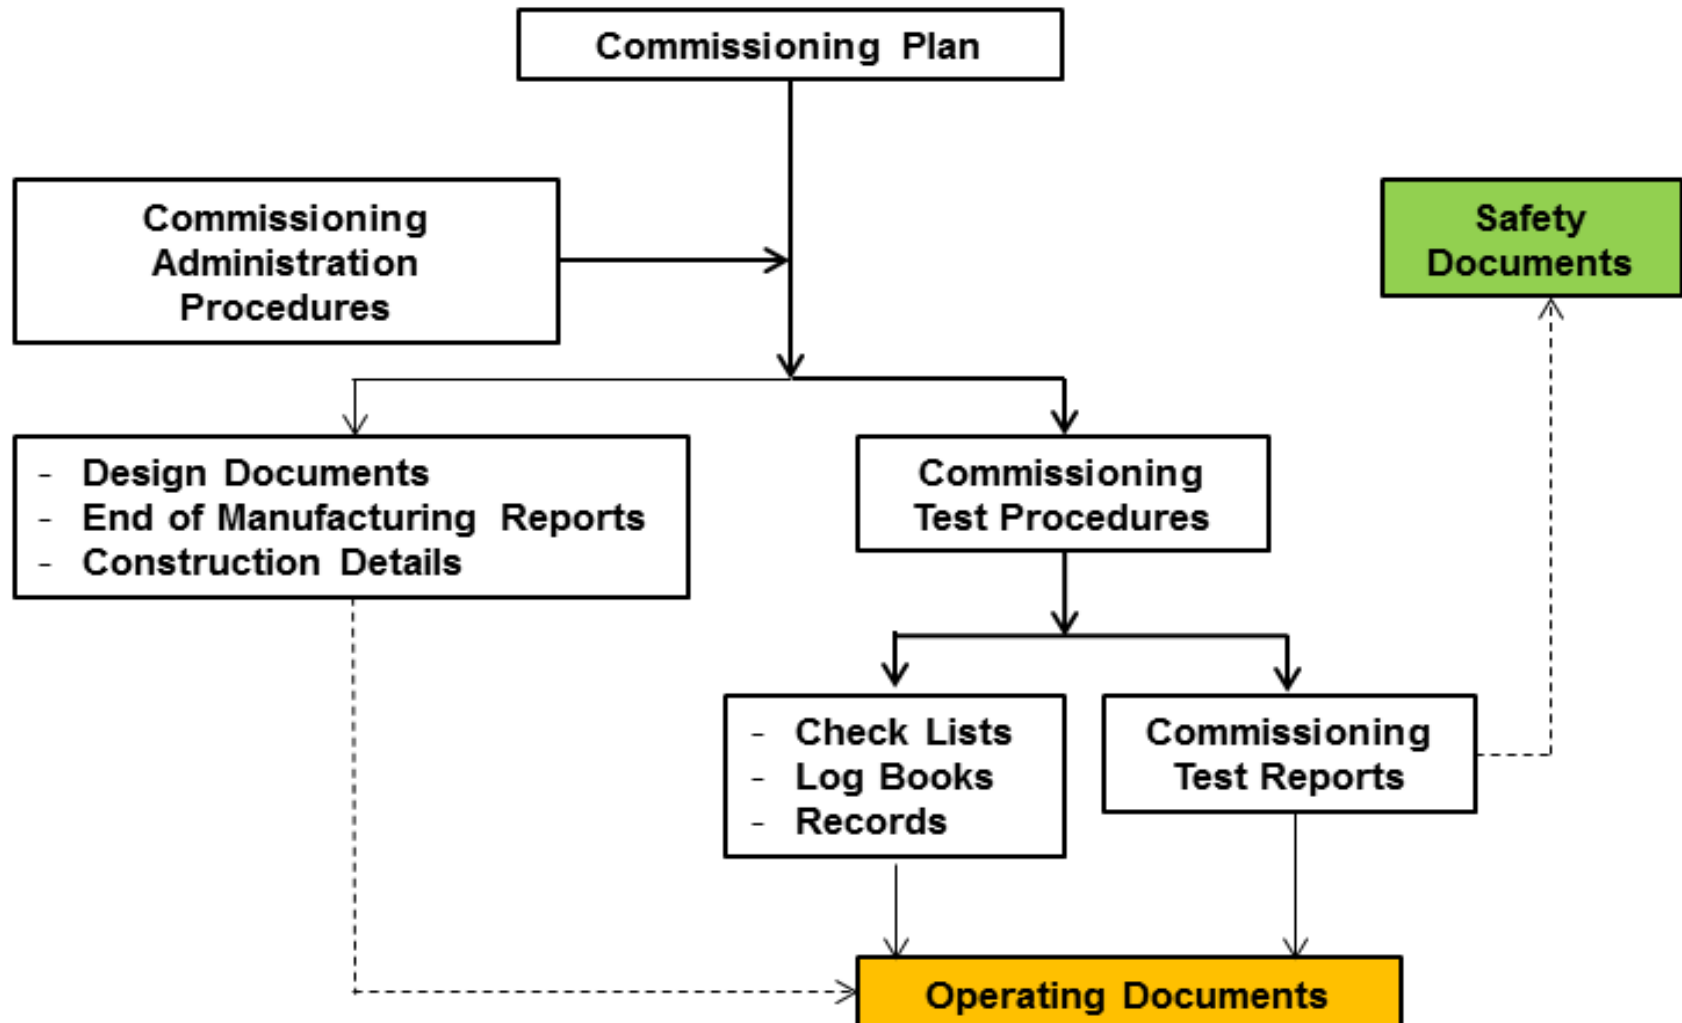 Commissioning Plan
Commissioning
Administration
Procedures
Safety
Documents
- Design Documents
- End of Manufacturing Reports
- Construction Details
Commissioning
Test Procedures
- Check Lists
- Log Books
- Records
Commissioning
Test Reports
Operating Documents